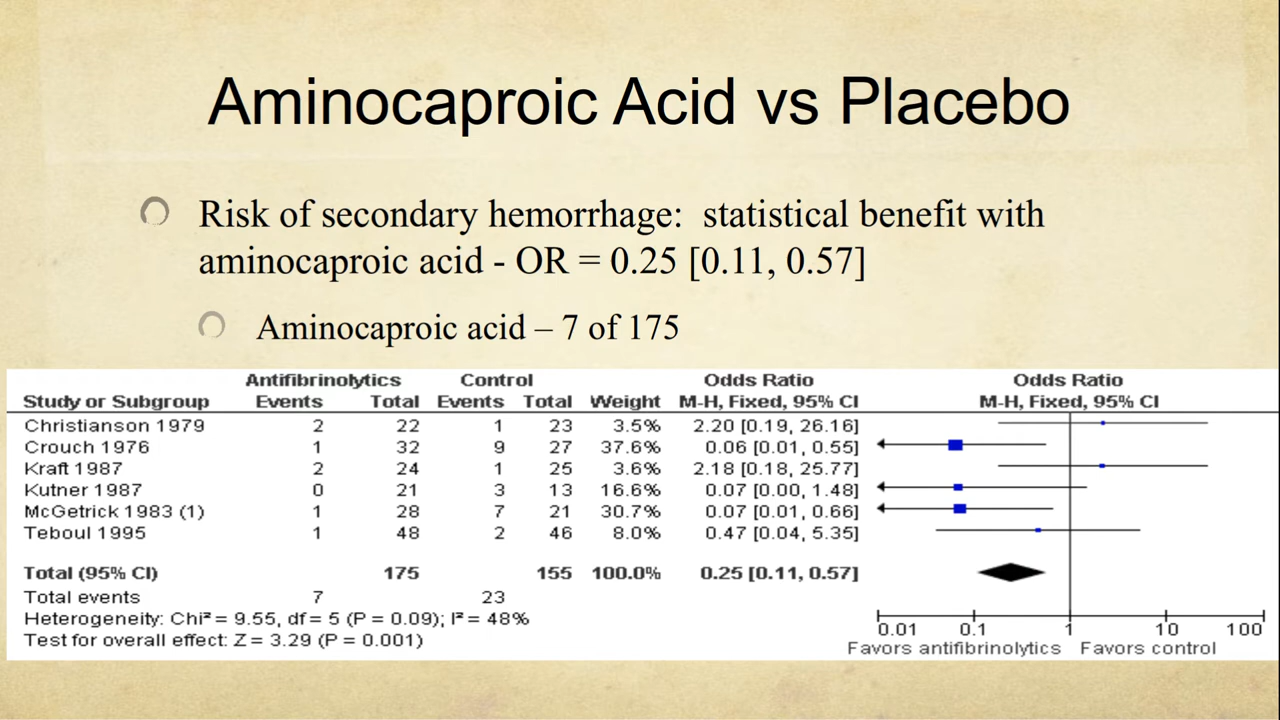 Aminocaproic Acid vs Placebo
Risk of secondary hemorrhage:  statistical benefit with
aminocaproic acid - OR = 0.25 [0.11, 0.57]
Aminocaproic acid – 7 of 175
Antifibrinolytics Control Odds Ratio Odds Ratio
Study or Subgroup Events Total Events Total Weight M-H, Fixed, 95% CI M-H, Fixed, 95% CI
Christianson 1979 2 22 1 23 3.5% 2.20 [0.19, 26.16]
Crouch 1976 1 32 9 27 37.6% 0.06 [0.01, 0.55]
Kraft 1987 2 24 1 25 3.6% 2.18 [0.18, 25.77]
Kutner 1987 0 21 3 13 16.6% 0.07 [0.00, 1.48]
McGetrick 1983 (1) 1 28 7 21 30.7% 0.07 [0.01, 0.66]
Teboul 1995 1 48 2 46 8.0% 0.47 [0.04, 5.35]
Total (95% CI) 175 155 100.0% 0.25 [0.11, 0.57]
Total events 7 23
Heterogeneity: Chi² = 9.55, df = 5 (P = 0.09); I² = 48%
Test for overall effect: Z = 3.29 (P = 0.001)
0.01 0.1 1 10 100
Favors antifibrinolytics Favors control